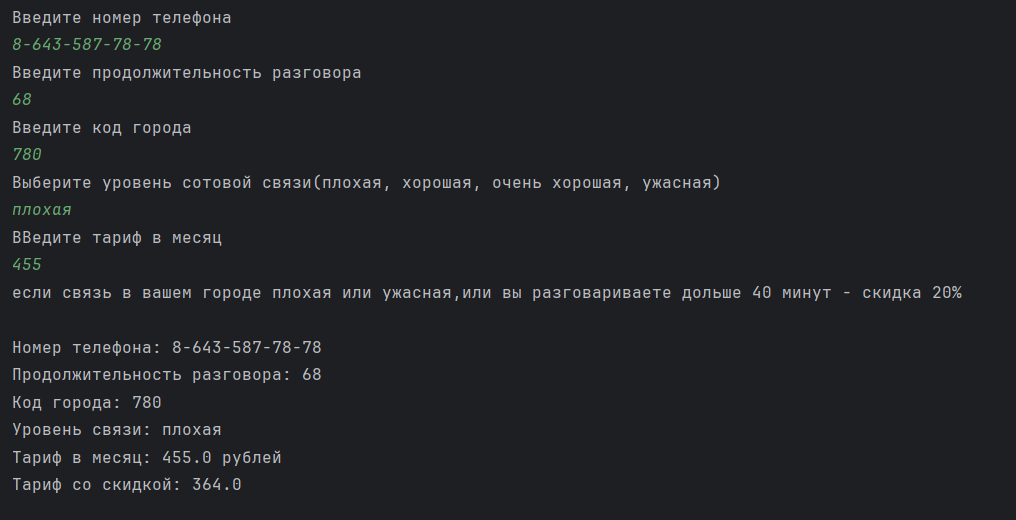 Введите номер телефона
8-643-587-78-78
Введите продолжительность разговора
68
Введите код города
780
Выберите уровень сотовой связи(плохая, хорошая, очень хорошая, ужасная)
плохая
ВВедите тариф в месяц
455
если связь в вашем городе плохая или ужасная,или вы разговариваете дольше 40 минут - скидка 20%
Номер телефона: 8-643-587-78-78
Продолжительность разговора: 68
Код города: 780
Уровень связи: плохая
Тариф в месяц: 455.0 рублей
Тариф со скидкой: 364.0